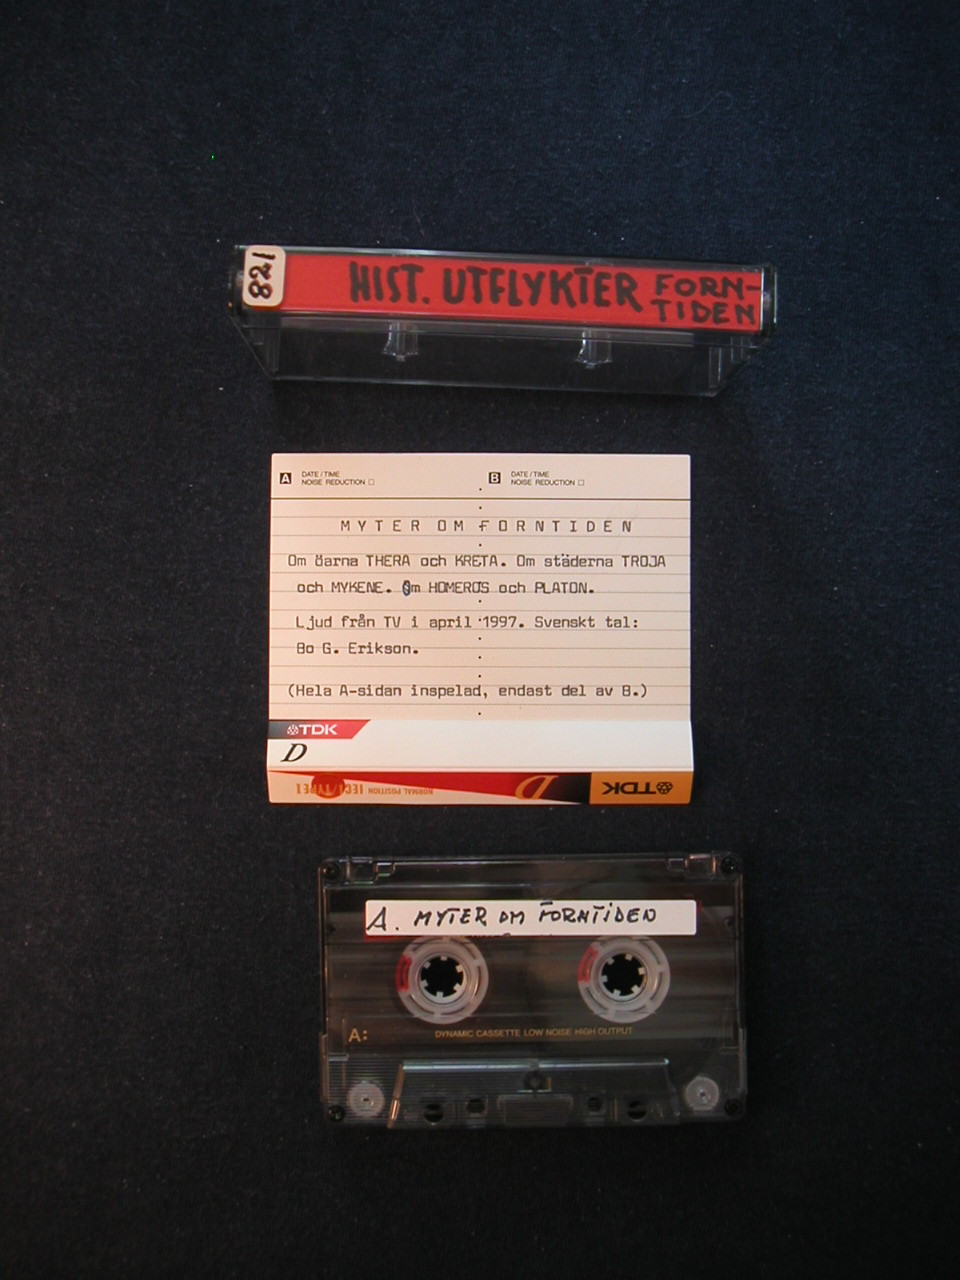 821
HIST. UTFLYKTER FORN-
TIDEN
A DATE/TIME
NOISE REDUCTION
B DATE/TIME
NOISE REDUCTION
MYTER OM FORNTIDEN
Om öarna THERA och KRETA. Om städerna TROJA
och MYKENE. Om HOMEROS och PLATON.
Ljud från TV i april 1997. Svenskt tal:
Bo G. Erikson.
(Hela A-sidan inspelad, endast del av B.)
TDK
D
TDK D NORMAL POSITION IECI/TYPE I
A. MYTER OM FORNTIDEN
A:
DYNAMIC CASSETTE LOW NOISE HIGH OUTPUT